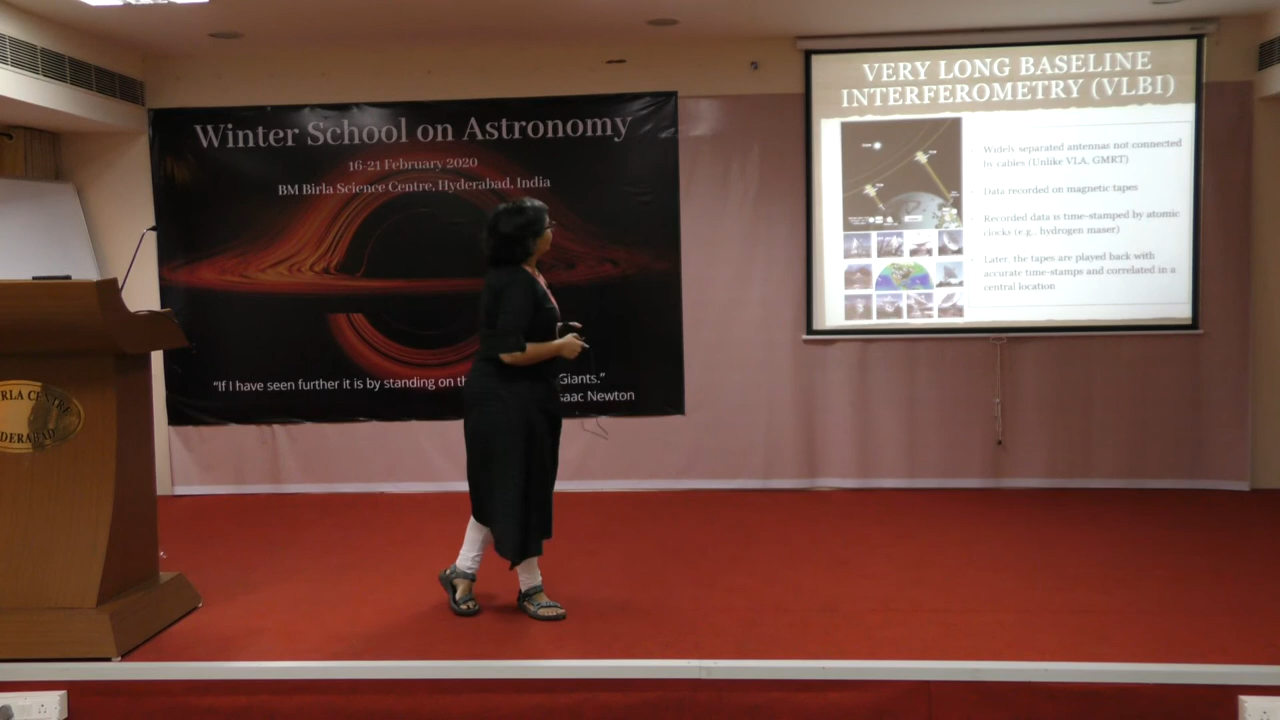 Winter School on Astronomy
16-21 February 2020
BM Birla Science Centre, Hyderabad, India
“If I have seen further it is by standing on th
Giants.”
saac Newton
VERY LONG BASELINE
INTERFEROMETRY (VLBI)
Widely separated antennas not connected
by cables (Unlike VLA, GMRT)
Data recorded on magnetic tapes
Recorded data is time-stamped by atomic
clocks (e.g., hydrogen maser)
Later, the tapes are played back with
accurate time-stamps and correlated in a
central location
RLA CENTRE
DERABAD